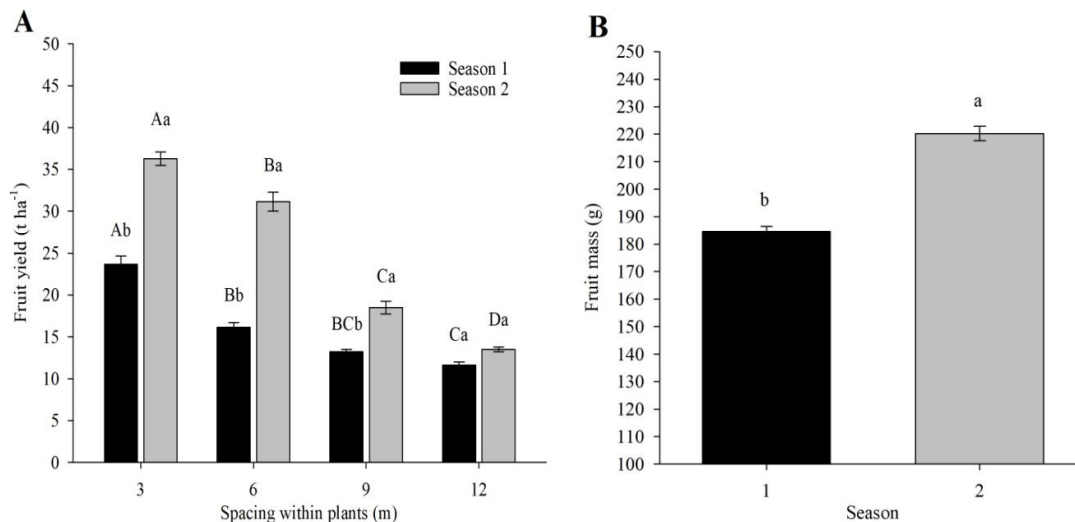 A
50
45
40
35
30
25
20
15
10
5
0
Fruit yield (t ha⁻¹)
Season 1
Season 2
Ab
Aa
Bb
Ba
BCb
Ca
Ca
Da
3 6 9 12
Spacing within plants (m)
B
250
240
230
220
210
200
190
180
170
160
150
140
130
120
110
100
Fruit mass (g)
b
a
1 2
Season